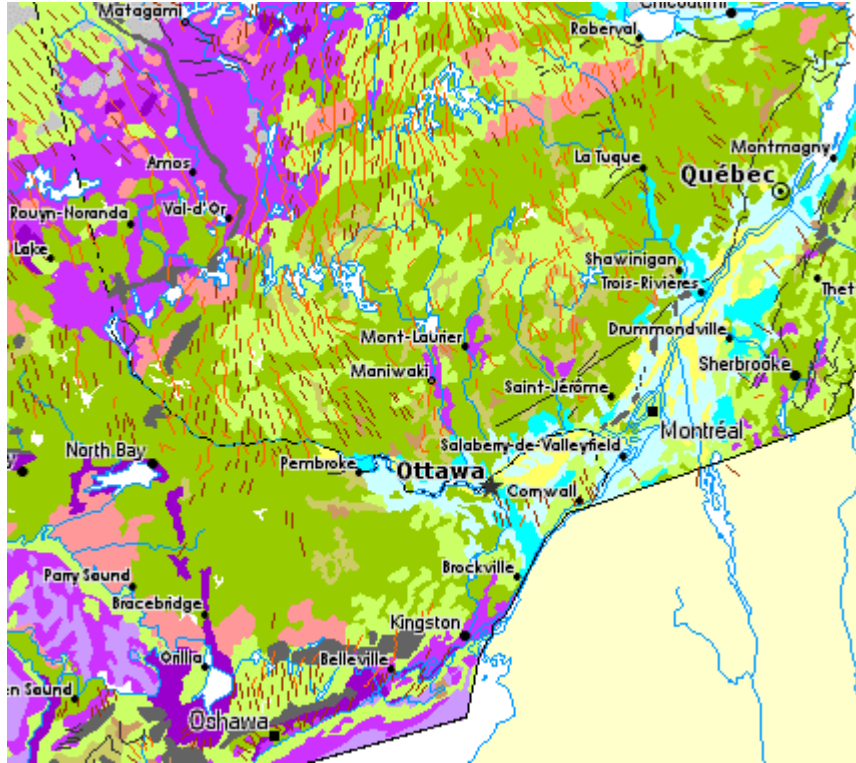 Matagami
Chicoutimi
Roberval
Amos
La Tuque
Montmagny
Québec
Rouyn-Noranda
Val-d'Or
Lake
Shawinigan
Trois-Rivières
Thet
Mont-Laurier
Drummondville
Maniwaki
Sherbrooke
Saint-Jérôme
Montréal
North Bay
Salaberry-de-Valleyfield
Pembroke
Ottawa
Cornwall
Parry Sound
Brockville
Bracebridge
Kingston
Orillia
Belleville
en Sound
Oshawa